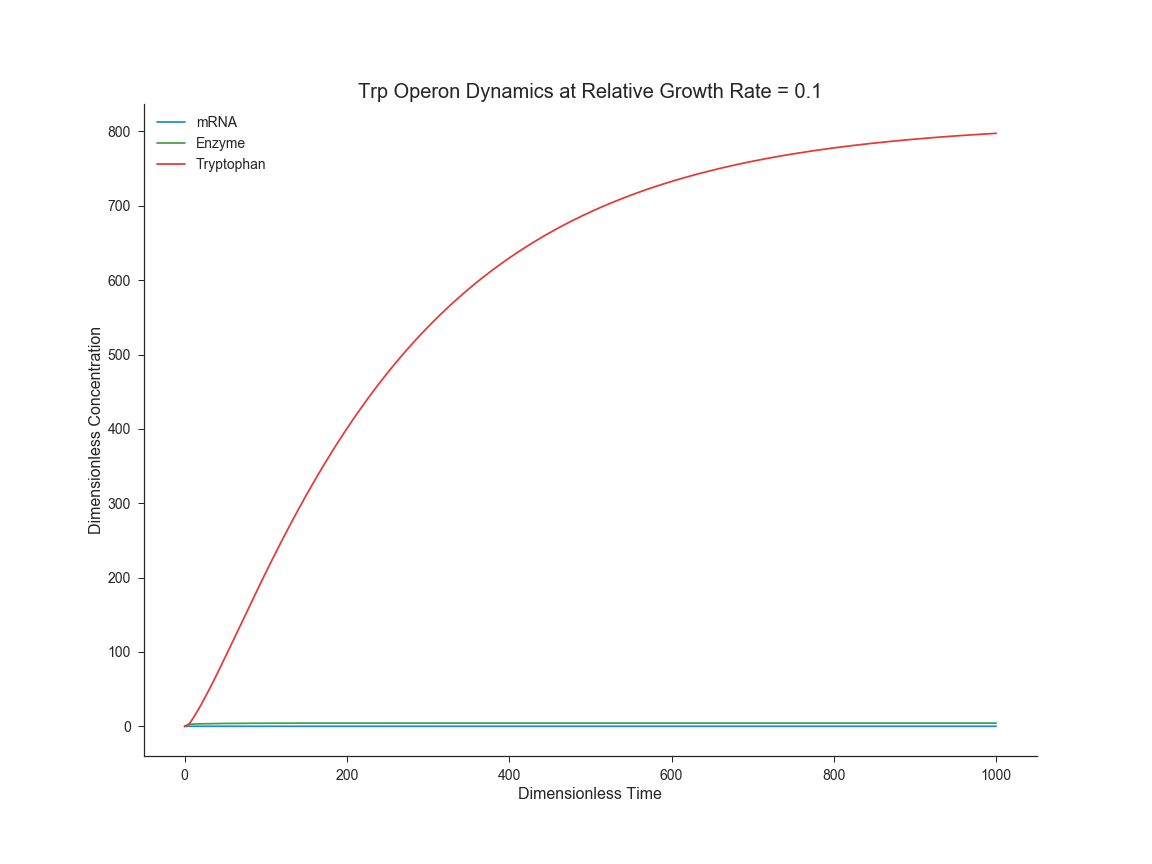 Trp Operon Dynamics at Relative Growth Rate = 0.1
mRNA
Enzyme
Tryptophan
Dimensionless Concentration
800
700
600
500
400
300
200
100
0
0 200 400 600 800 1000
Dimensionless Time